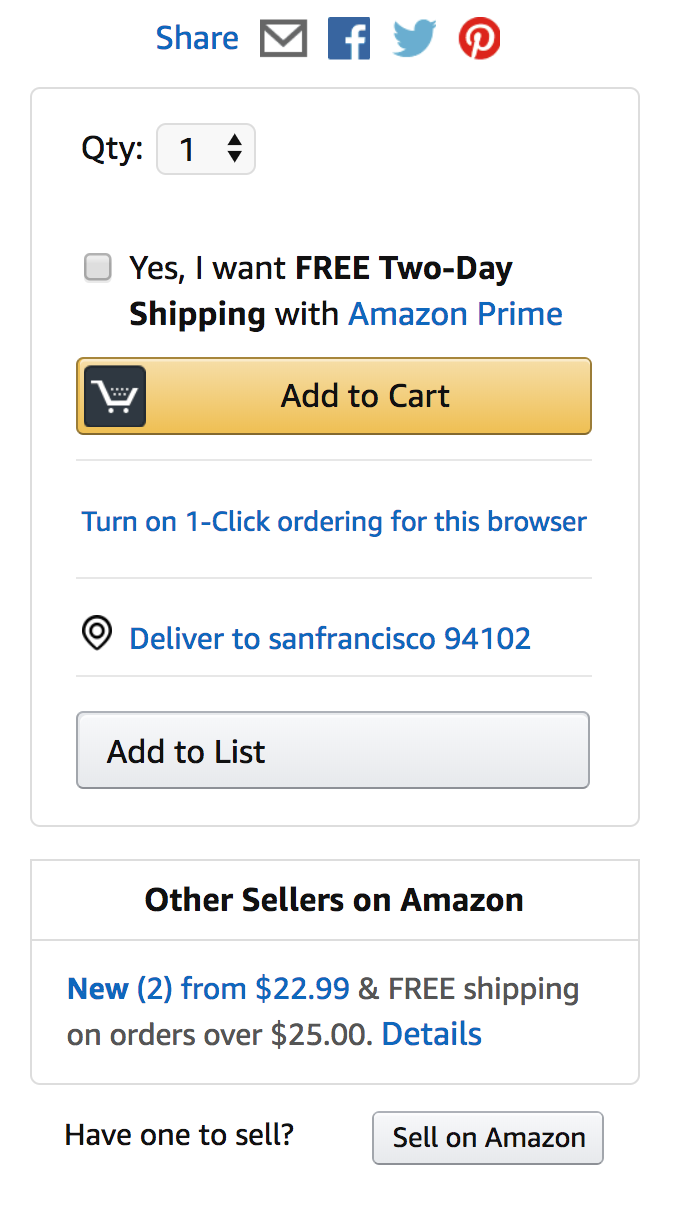 Share
Qty: 1
Yes, I want FREE Two-Day
Shipping with Amazon Prime
Add to Cart
Turn on 1-Click ordering for this browser
Deliver to sanfrancisco 94102
Add to List
Other Sellers on Amazon
New (2) from $22.99 & FREE shipping
on orders over $25.00. Details
Have one to sell? Sell on Amazon